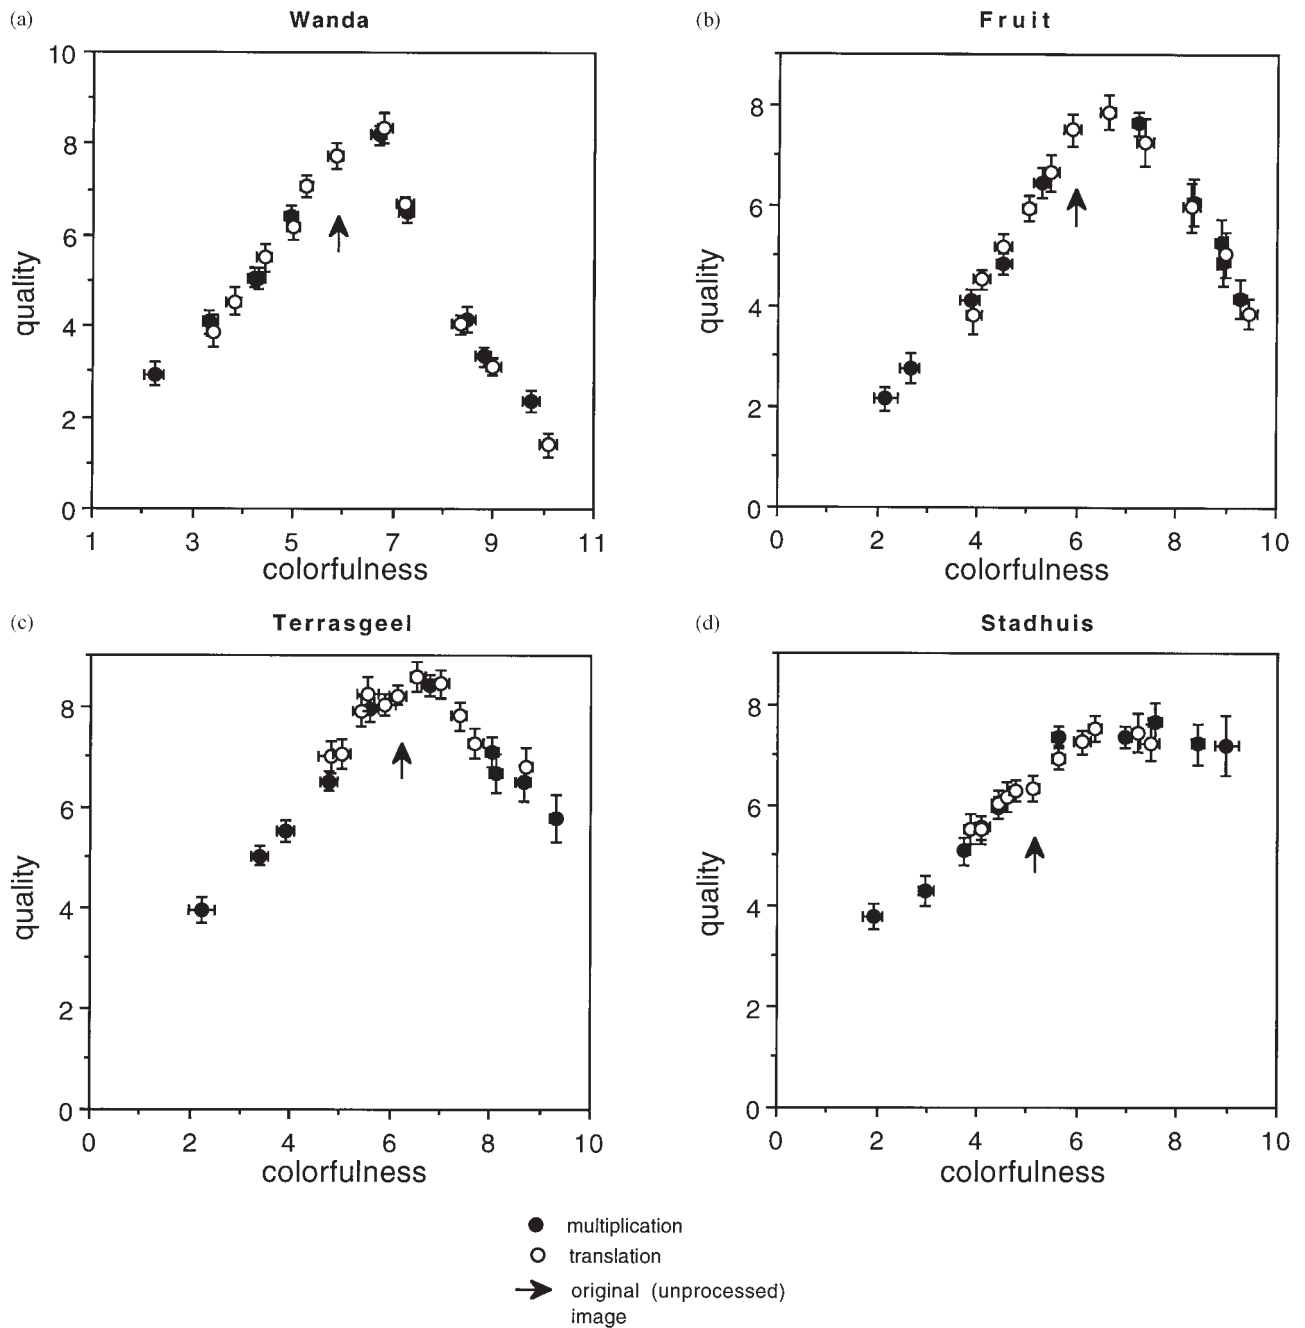 (a)
Wanda
10
8
6
4
2
0
quality
1
3
5
7
9
11
colorfulness
(b)
Fruit
8
6
4
2
0
quality
0
2
4
6
8
10
colorfulness
(c)
Terrasgeel
8
6
4
2
0
quality
0
2
4
6
8
10
colorfulness
(d)
Stadhuis
8
6
4
2
0
quality
0
2
4
6
8
10
colorfulness
multiplication
translation
original (unprocessed)
image